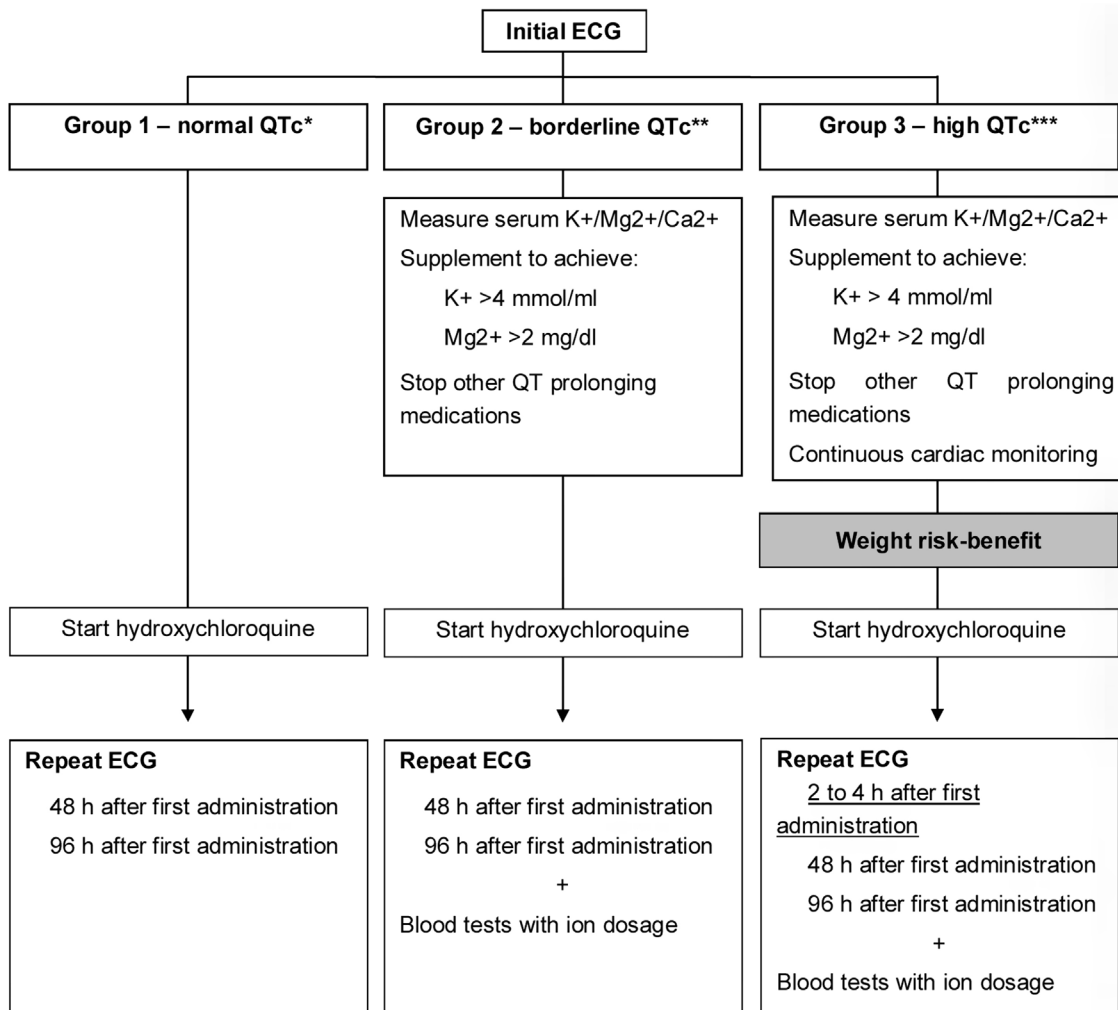 Initial ECG
Group 1 – normal QTc*
Group 2 – borderline QTc**
Group 3 – high QTc***
Measure serum K+/Mg2+/Ca2+
Supplement to achieve:
K+ >4 mmol/ml
Mg2+ >2 mg/dl
Stop other QT prolonging
medications
Measure serum K+/Mg2+/Ca2+
Supplement to achieve:
K+ > 4 mmol/ml
Mg2+ >2 mg/dl
Stop other QT prolonging
medications
Continuous cardiac monitoring
Weight risk-benefit
Start hydroxychloroquine
Start hydroxychloroquine
Start hydroxychloroquine
Repeat ECG
48 h after first administration
96 h after first administration
Repeat ECG
48 h after first administration
96 h after first administration
+
Blood tests with ion dosage
Repeat ECG
2 to 4 h after first
administration
48 h after first administration
96 h after first administration
+
Blood tests with ion dosage